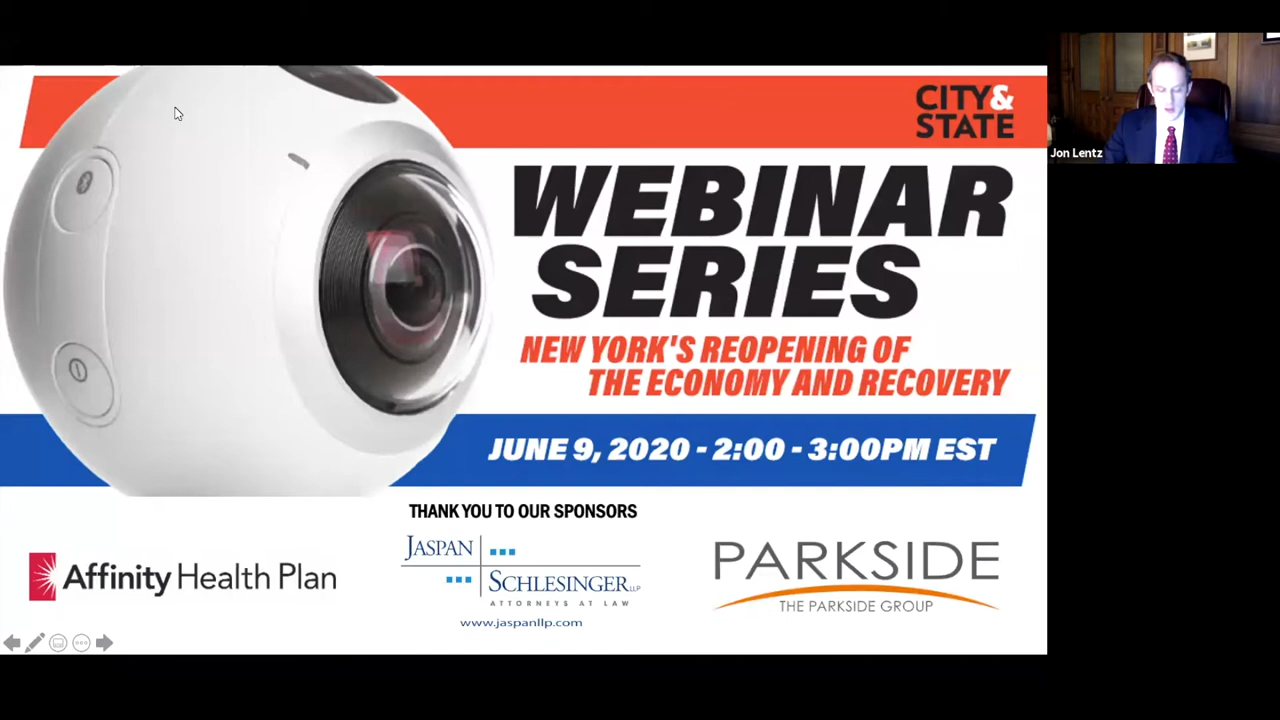 CITY&
STATE
Jon Lentz
WEBINAR
SERIES
NEW YORK'S REOPENING OF
THE ECONOMY AND RECOVERY
JUNE 9, 2020 - 2:00 - 3:00PM EST
THANK YOU TO OUR SPONSORS
Affinity Health Plan
JASPAN
SCHLESINGER LLP
ATTORNEYS AT LAW
www.jaspanllp.com
PARKSIDE
THE PARKSIDE GROUP